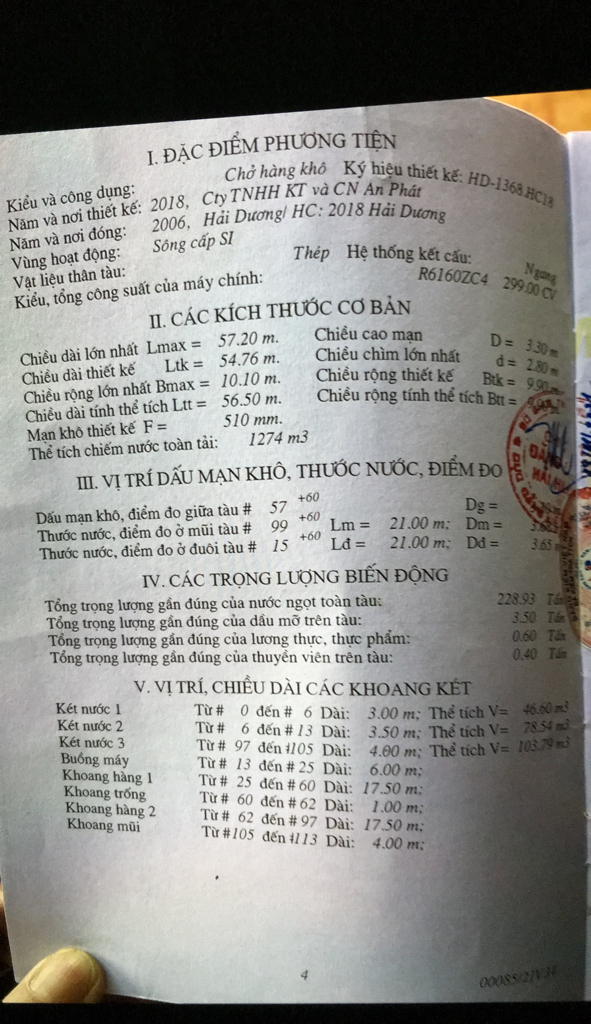 I. ĐẶC ĐIỂM PHƯƠNG TIỆN
Kiểu và công dụng: Chở hàng khô Ký hiệu thiết kế: HD-1368.HC18
Năm và nơi thiết kế: 2018, Cty TNHH KT và CN An Phát
Năm và nơi đóng: 2006, Hải Dương/ HC: 2018 Hải Dương
Vùng hoạt động: Sông cấp SI
Vật liệu thân tàu: Thép Hệ thống kết cấu: Ngang
Kiểu, tổng công suất của máy chính: R6160ZC4 299.00 CV
II. CÁC KÍCH THƯỚC CƠ BẢN
Chiều dài lớn nhất Lmax = 57.20 m. Chiều cao mạn D = 3.30 m
Chiều dài thiết kế Ltk = 54.76 m. Chiều chìm lớn nhất d = 2.80 m
Chiều rộng lớn nhất Bmax = 10.10 m. Chiều rộng thiết kế Btk = 9.90 m
Chiều dài tính thể tích Ltt = 56.50 m. Chiều rộng tính thể tích Btt =
Mạn khô thiết kế F = 510 mm.
Thể tích chiếm nước toàn tải: 1274 m3
III. VỊ TRÍ DẤU MẠN KHÔ, THƯỚC NƯỚC, ĐIỂM ĐO
Dấu mạn khô, điểm đo giữa tàu # 57 +60 Dg =
Thước nước, điểm đo ở mũi tàu # 99 +60 Lm = 21.00 m; Dm =
Thước nước, điểm đo ở đuôi tàu # 15 +60 Lđ = 21.00 m; Dđ = 3.65
IV. CÁC TRỌNG LƯỢNG BIẾN ĐỘNG
Tổng trọng lượng gần đúng của nước ngọt toàn tàu: 228.93 Tấn
Tổng trọng lượng gần đúng của dầu mỡ trên tàu: 3.50 Tấn
Tổng trọng lượng gần đúng của lương thực, thực phẩm: 0.60 Tấn
Tổng trọng lượng gần đúng của thuyền viên trên tàu: 0.40 Tấn
V. VỊ TRÍ, CHIỀU DÀI CÁC KHOANG KÉT
Két nước 1 Từ # 0 đến # 6 Dài: 3.00 m; Thể tích V= 46.60 m3
Két nước 2 Từ # 6 đến # 13 Dài: 3.50 m; Thể tích V= 78.54 m3
Két nước 3 Từ # 97 đến #105 Dài: 4.00 m; Thể tích V= 103.79 m3
Buồng máy Từ # 13 đến # 25 Dài: 6.00 m;
Khoang hàng 1 Từ # 25 đến # 60 Dài: 17.50 m;
Khoang trống Từ # 60 đến # 62 Dài: 1.00 m;
Khoang hàng 2 Từ # 62 đến # 97 Dài: 17.50 m;
Khoang mũi Từ #105 đến #113 Dài: 4.00 m;
4
00085/21V34